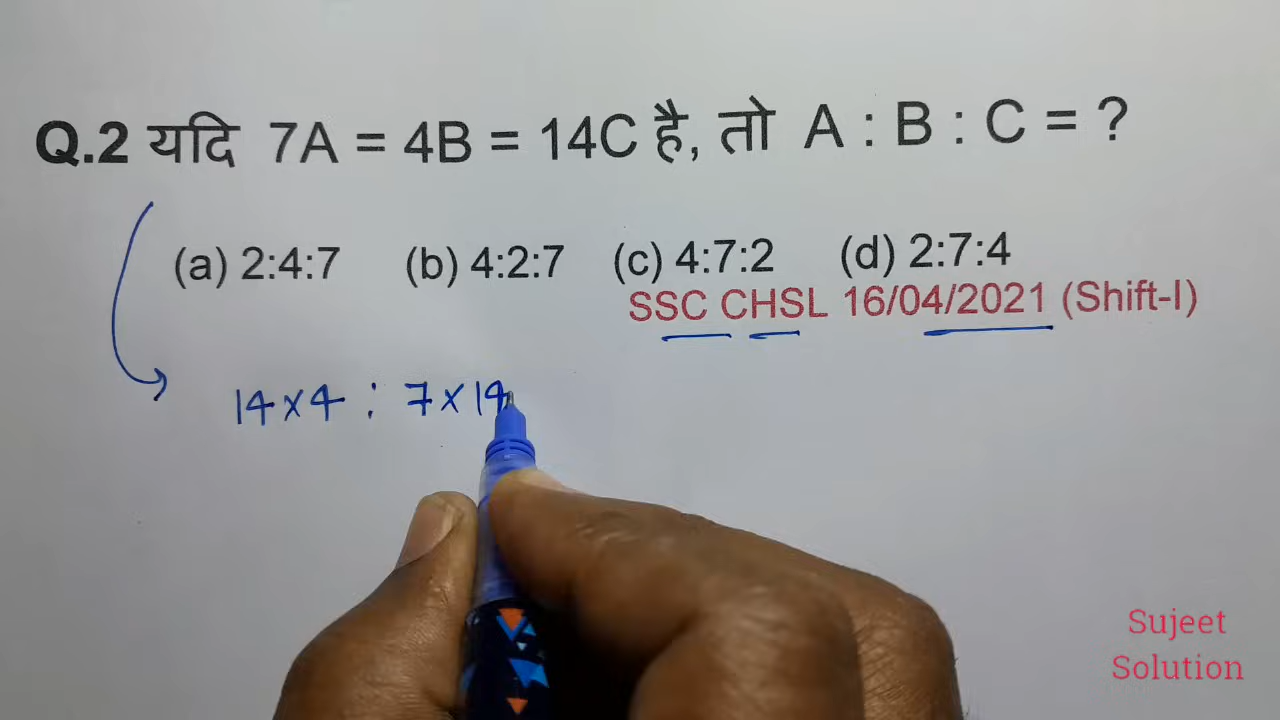 Q.2 यदि 7A = 4B = 14C है, तो A : B : C = ?
(a) 2:4:7 (b) 4:2:7 (c) 4:7:2 (d) 2:7:4
SSC CHSL 16/04/2021 (Shift-I)
14×4 : 7×14
Sujeet
Solution